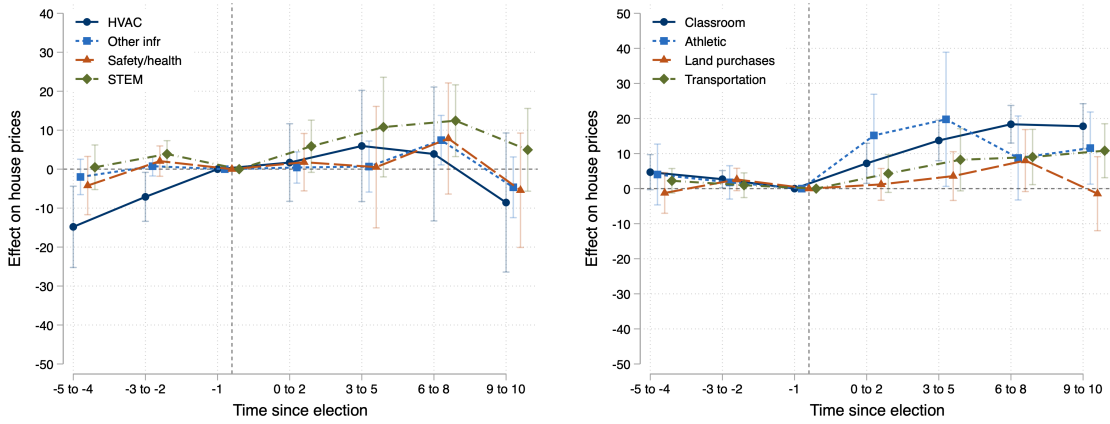 HVAC
Other infr
Safety/health
STEM
Effect on house prices
40
30
20
10
0
-10
-20
-30
-40
-50
-5 to -4
-3 to -2
-1
0 to 2
3 to 5
6 to 8
9 to 10
Time since election
Classroom
Athletic
Land purchases
Transportation
Effect on house prices
50
40
30
20
10
0
-10
-20
-30
-40
-50
-5 to -4
-3 to -2
-1
0 to 2
3 to 5
6 to 8
9 to 10
Time since election